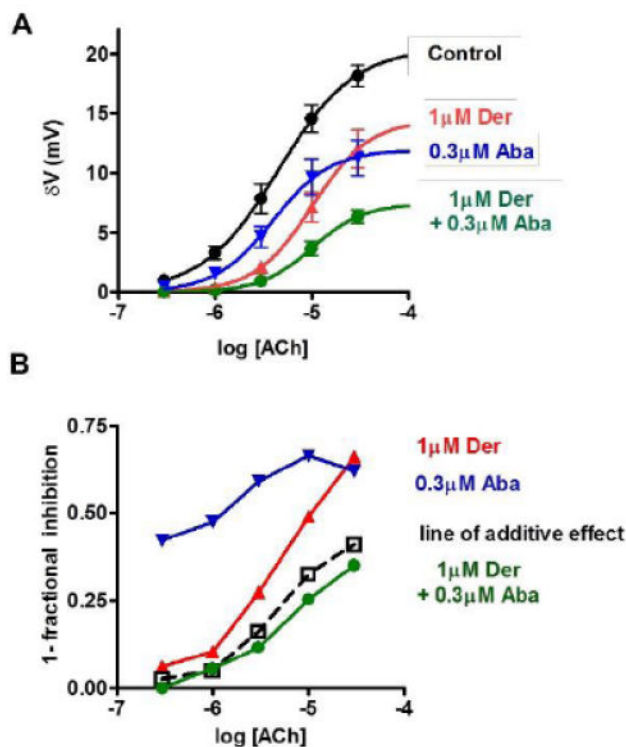 A
20
15
10
5
0
δV (mV)
-7
-6
-5
-4
log [ACh]
Control
1μM Der
0.3μM Aba
1μM Der
+ 0.3μM Aba
B
0.75
0.50
0.25
0.00
1- fractional inhibition
-7
-6
-5
-4
log [ACh]
1μM Der
0.3μM Aba
line of additive effect
1μM Der
+ 0.3μM Aba